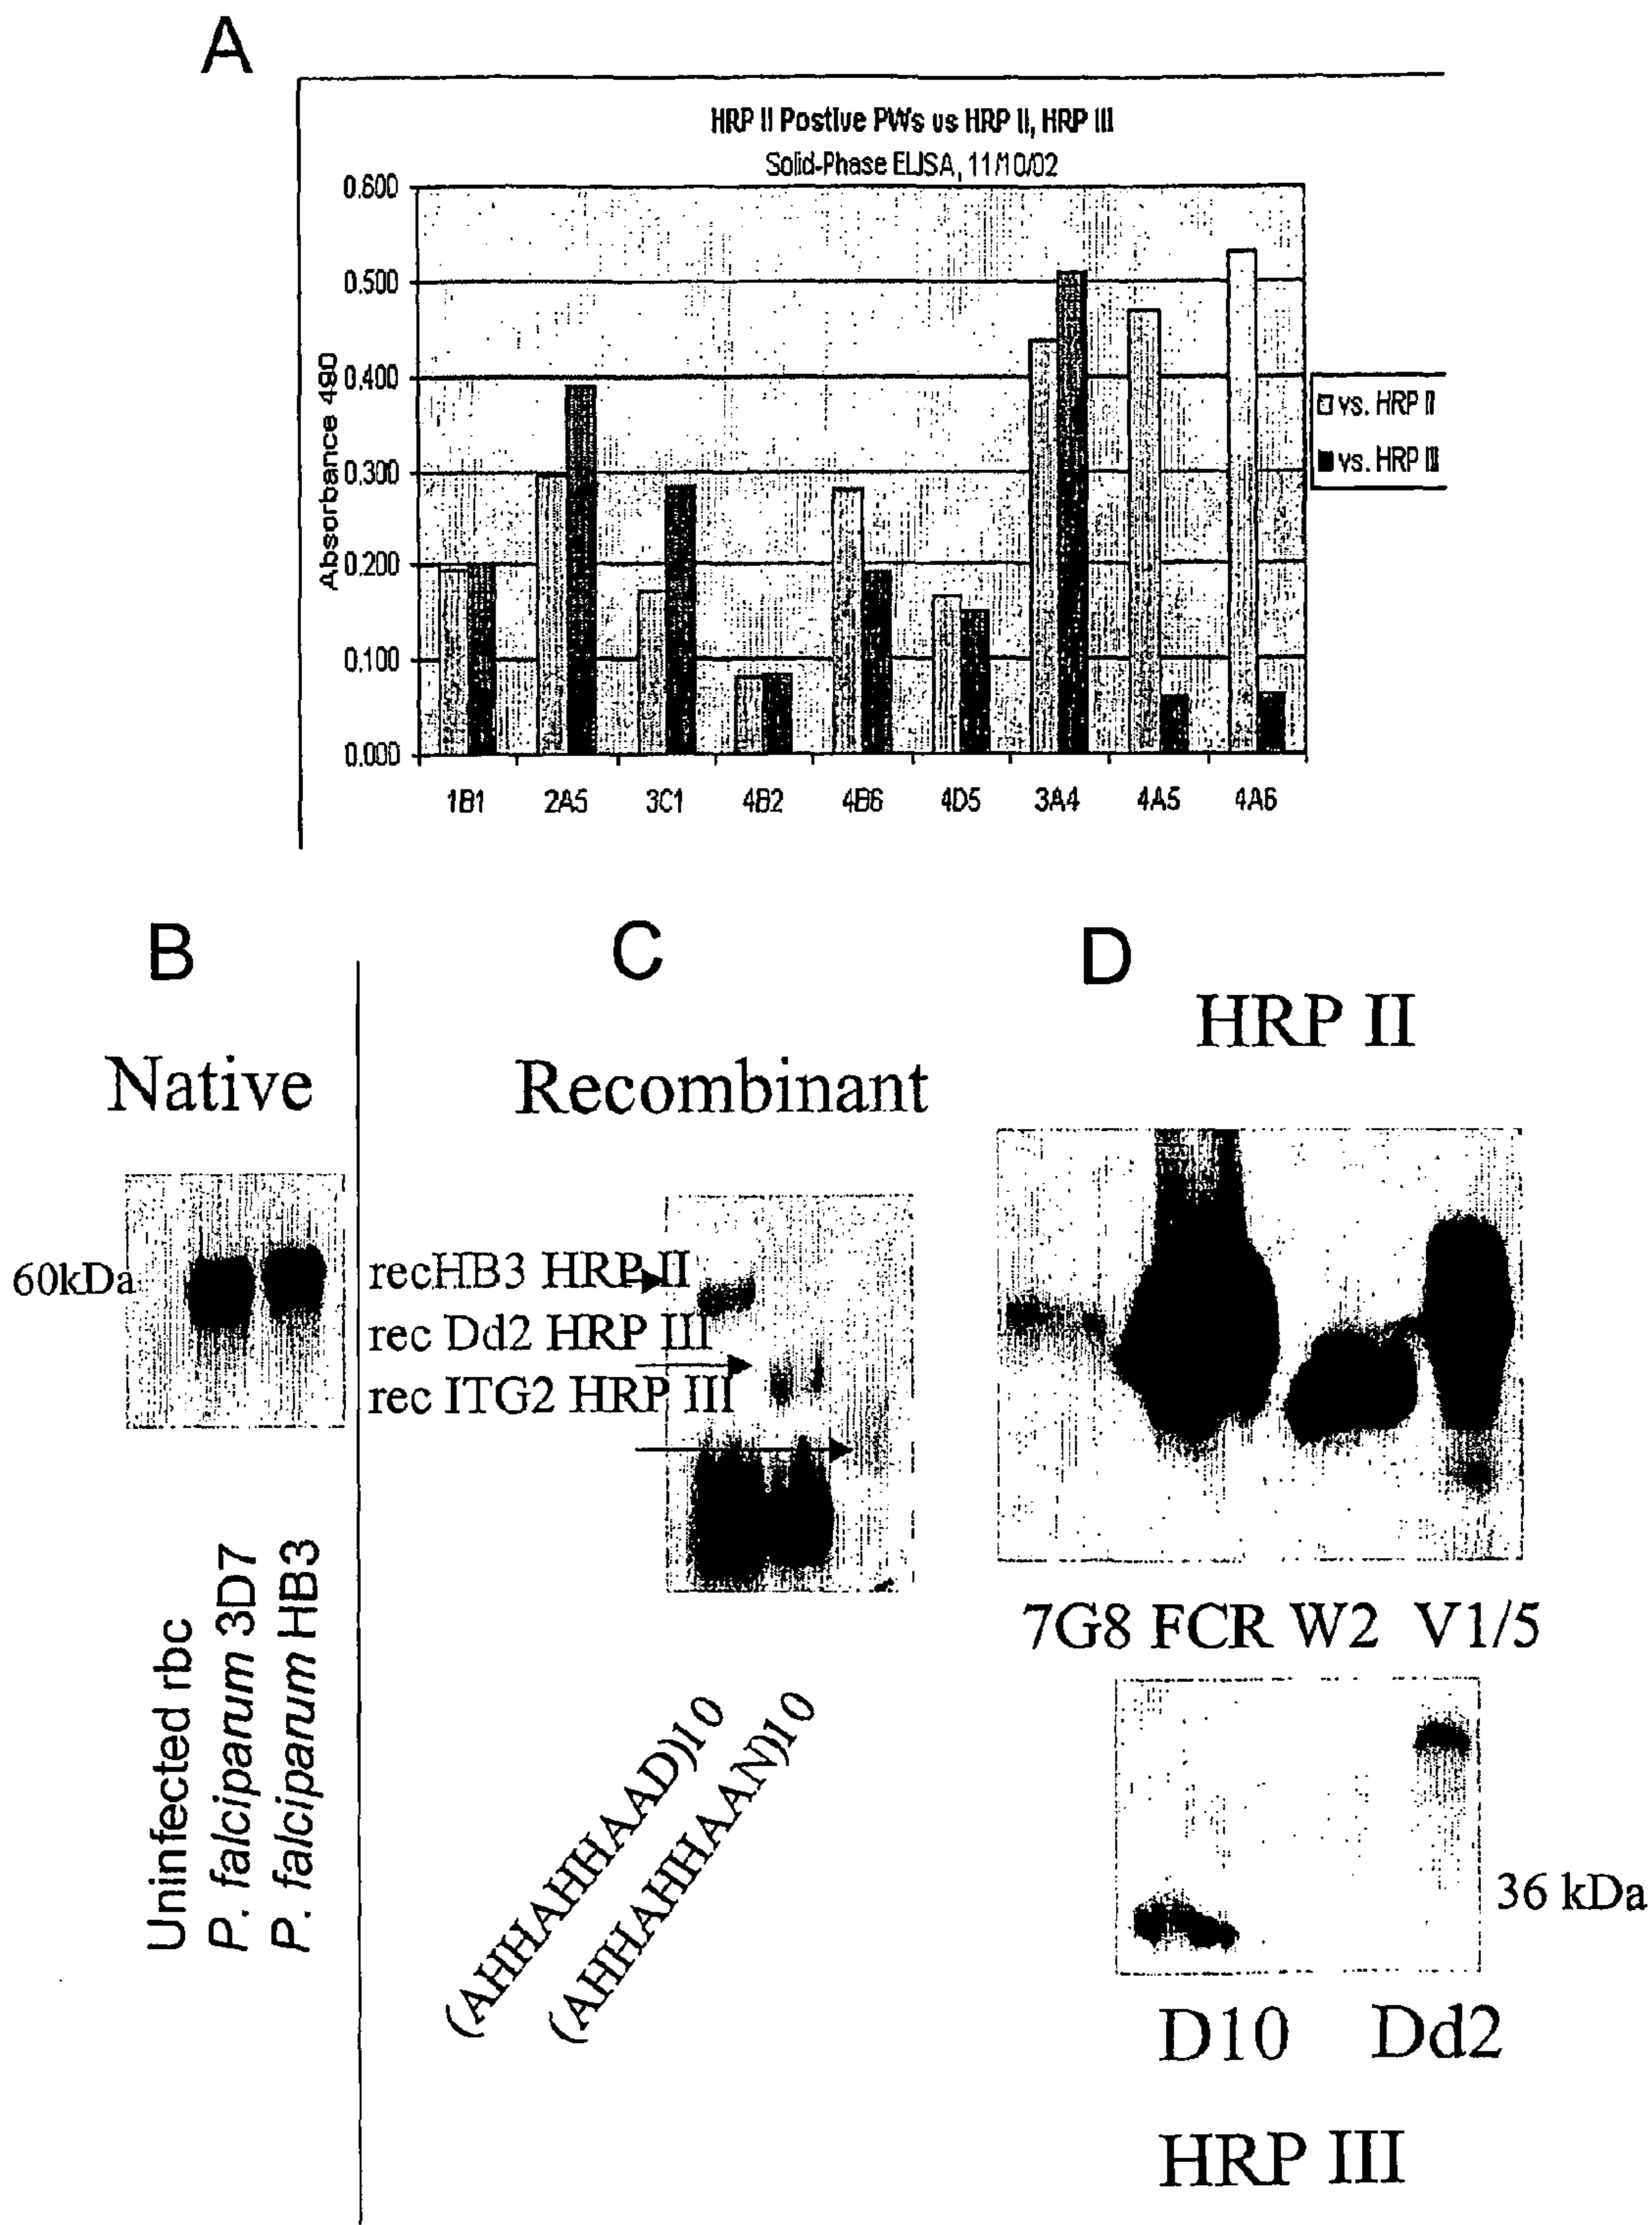 A
HRP II Postive PWs vs HRP II, HRP III
Solid-Phase ELISA, 11/10/02
Absorbance 490
0.600
0.500
0.400
0.300
0.200
0.100
0.000
1B1 2A5 3C1 4B2 4B6 4D5 3A4 4A5 4A6
vs. HRP II
vs. HRP III
B
Native
60kDa
Uninfected rbc
P. falcipanum 3D7
P. falcipanum HB3
C
Recombinant
recHB3 HRP II
rec Dd2 HRP III
rec ITG2 HRP III
(AHHAHHAAD)10
(AHHAHHAAN)10
D
HRP II
7G8 FCR W2 V1/5
36 kDa
D10 Dd2
HRP III